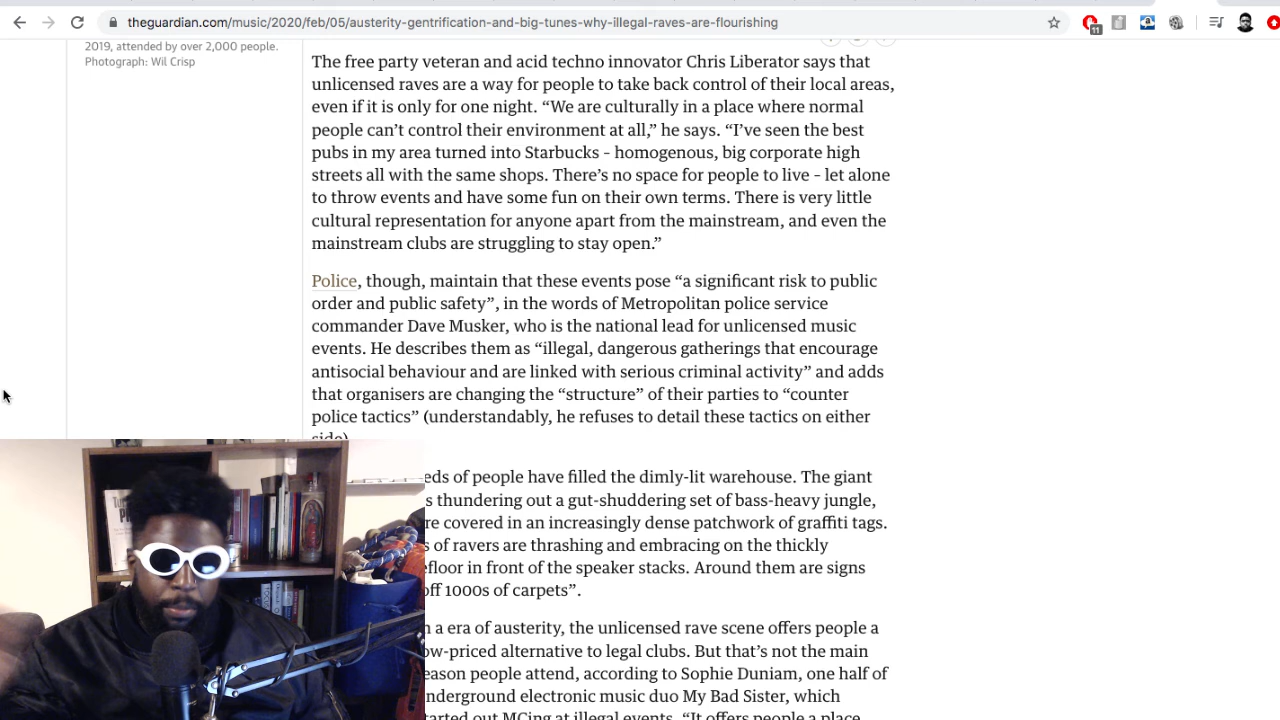 theguardian.com/music/2020/feb/05/austerity-gentrification-and-big-tunes-why-illegal-raves-are-flourishing
11
2019, attended by over 2,000 people.
Photograph: Wil Crisp
The free party veteran and acid techno innovator Chris Liberator says that
unlicensed raves are a way for people to take back control of their local areas,
even if it is only for one night. “We are culturally in a place where normal
people can’t control their environment at all,” he says. “I’ve seen the best
pubs in my area turned into Starbucks – homogenous, big corporate high
streets all with the same shops. There’s no space for people to live – let alone
to throw events and have some fun on their own terms. There is very little
cultural representation for anyone apart from the mainstream, and even the
mainstream clubs are struggling to stay open.”
Police, though, maintain that these events pose “a significant risk to public
order and public safety”, in the words of Metropolitan police service
commander Dave Musker, who is the national lead for unlicensed music
events. He describes them as “illegal, dangerous gatherings that encourage
antisocial behaviour and are linked with serious criminal activity” and adds
that organisers are changing the “structure” of their parties to “counter
police tactics” (understandably, he refuses to detail these tactics on either
side)
eds of people have filled the dimly-lit warehouse. The giant
s thundering out a gut-shuddering set of bass-heavy jungle,
re covered in an increasingly dense patchwork of graffiti tags.
s of ravers are thrashing and embracing on the thickly
efloor in front of the speaker stacks. Around them are signs
off 1000s of carpets”.
n a era of austerity, the unlicensed rave scene offers people a
ow-priced alternative to legal clubs. But that’s not the main
eason people attend, according to Sophie Duniam, one half of
nderground electronic music duo My Bad Sister, which
tarted out MCing at illegal events. “It offers people a place